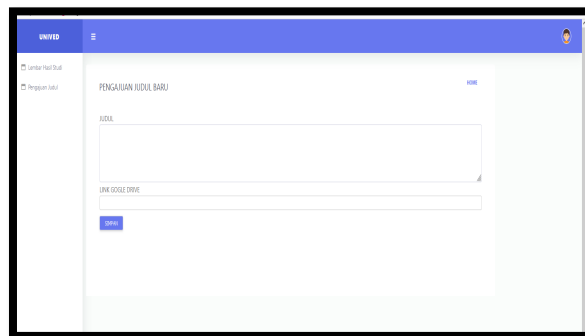 UNIVED
Lembar Hasil Studi
Pengajuan Judul
PENGAJUAN JUDUL BARU
HOME
JUDUL
LINK GOGLE DRIVE
SIMPAN